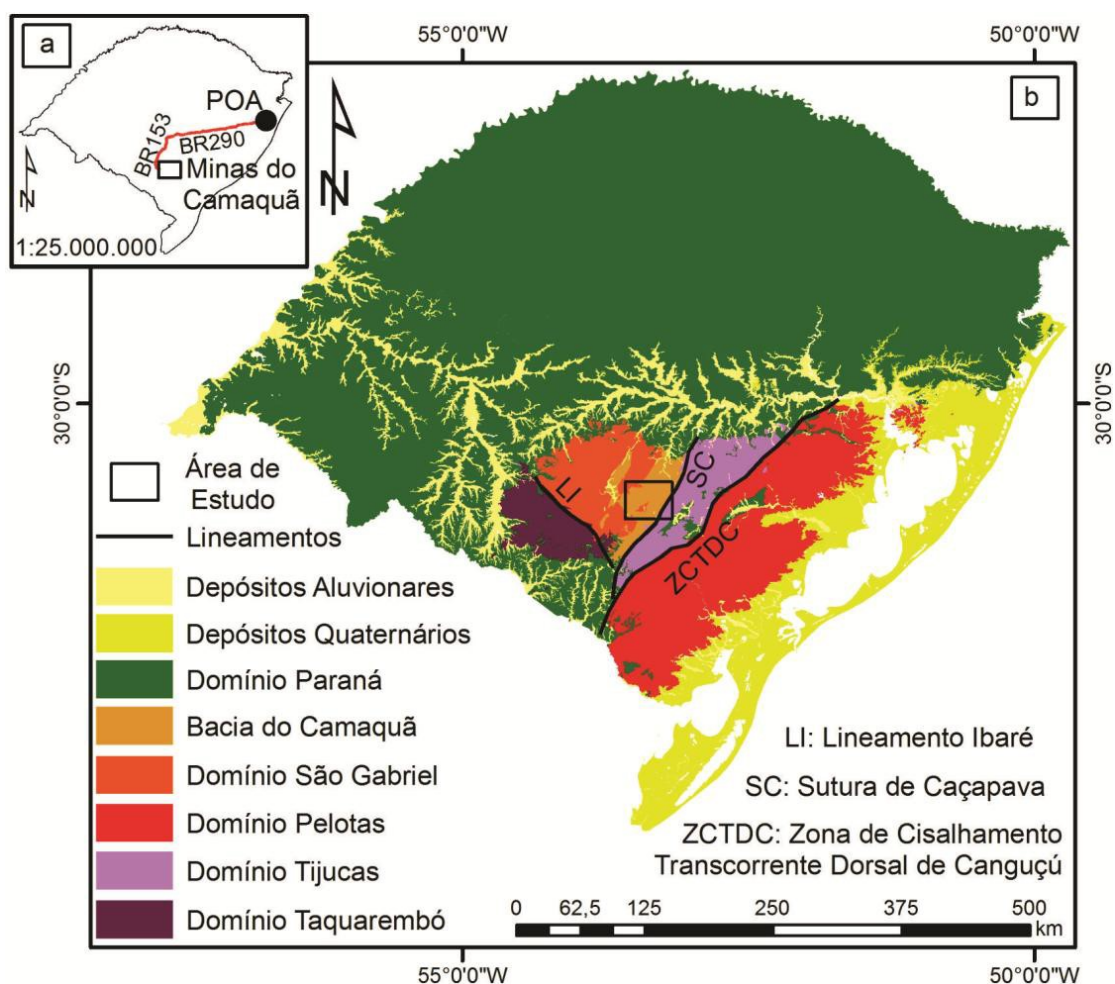 55°0'0"W
50°0'0"W
a
POA
BR153
BR290
Minas do
Camaquã
N
1:25.000.000
b
N
30°0'0"S
30°0'0"S
LI
SC
ZCTDC
Área de
Estudo
Lineamentos
Depósitos Aluvionares
Depósitos Quaternários
Domínio Paraná
Bacia do Camaquã
Domínio São Gabriel
Domínio Pelotas
Domínio Tijucas
Domínio Taquarembó
LI: Lineamento Ibaré
SC: Sutura de Caçapava
ZCTDC: Zona de Cisalhamento
Transcorrente Dorsal de Canguçú
0 62,5 125 250 375 500
km
55°0'0"W
50°0'0"W